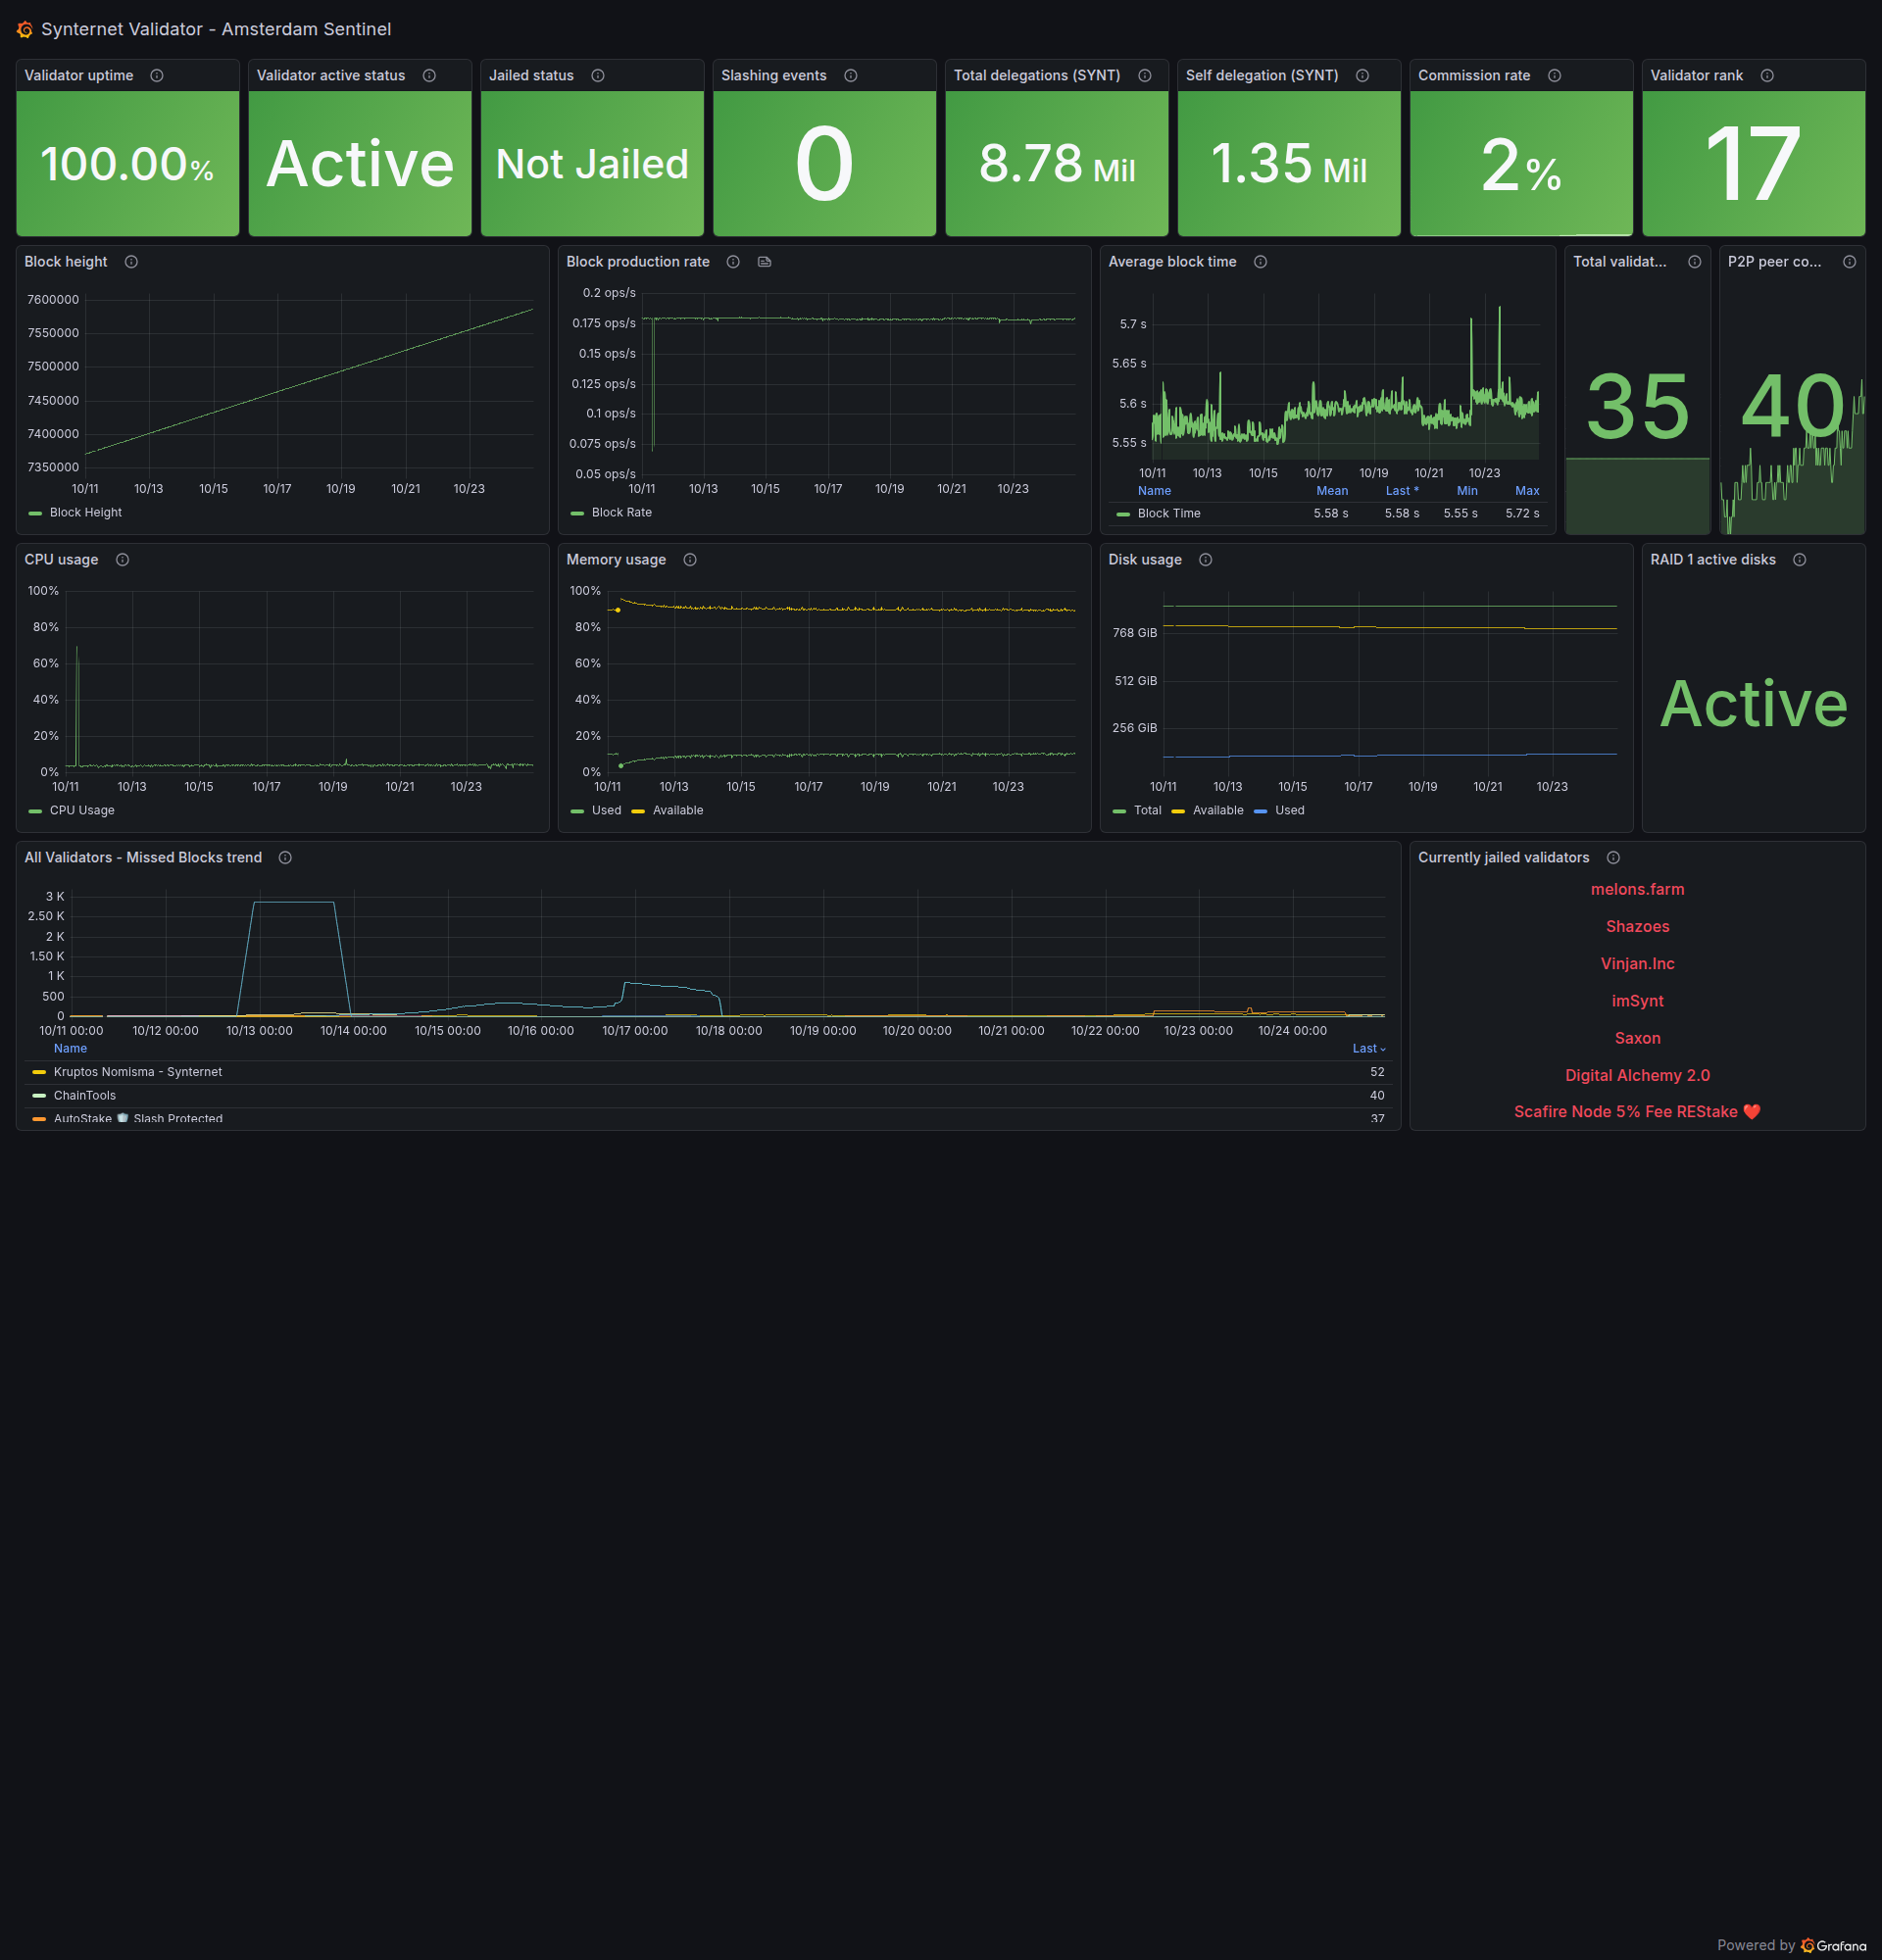 Synternet Validator - Amsterdam Sentinel
Validator uptime
100.00%
Validator active status
Active
Jailed status
Not Jailed
Slashing events
0
Total delegations (SYNT)
8.78 Mil
Self delegation (SYNT)
1.35 Mil
Commission rate
2%
Validator rank
17
Block height
7600000
7550000
7500000
7450000
7400000
7350000
10/11 10/13 10/15 10/17 10/19 10/21 10/23
Block Height
Block production rate
0.2 ops/s
0.175 ops/s
0.15 ops/s
0.125 ops/s
0.1 ops/s
0.075 ops/s
0.05 ops/s
10/11 10/13 10/15 10/17 10/19 10/21 10/23
Block Rate
Average block time
5.7 s
5.65 s
5.6 s
5.55 s
10/11 10/13 10/15 10/17 10/19 10/21 10/23
Name Mean Last * Min Max
Block TIme 5.58 s 5.58 s 5.55 s 5.72 s
Total validat...
35
P2P peer co...
40
CPU usage
100%
80%
60%
40%
20%
0%
10/11 10/13 10/15 10/17 10/19 10/21 10/23
CPU Usage
Memory usage
100%
80%
60%
40%
20%
0%
10/11 10/13 10/15 10/17 10/19 10/21 10/23
Used Available
Disk usage
768 GiB
512 GiB
256 GiB
10/11 10/13 10/15 10/17 10/19 10/21 10/23
Total Available Used
RAID 1 active disks
Active
All Validators - Missed Blocks trend
3 K
2.50 K
2 K
1.50 K
1 K
500
0
10/11 00:00 10/12 00:00 10/13 00:00 10/14 00:00 10/15 00:00 10/16 00:00 10/17 00:00 10/18 00:00 10/19 00:00 10/20 00:00 10/21 00:00 10/22 00:00 10/23 00:00 10/24 00:00
Name Last
Kruptos Nomisma - Synternet 52
ChainTools 40
AutoStake 🛡️ Slash Protected 37
Currently jailed validators
melons.farm
Shazoes
Vinjan.Inc
imSynt
Saxon
Digital Alchemy 2.0
Scafire Node 5% Fee REStake ❤️
Powered by Grafana